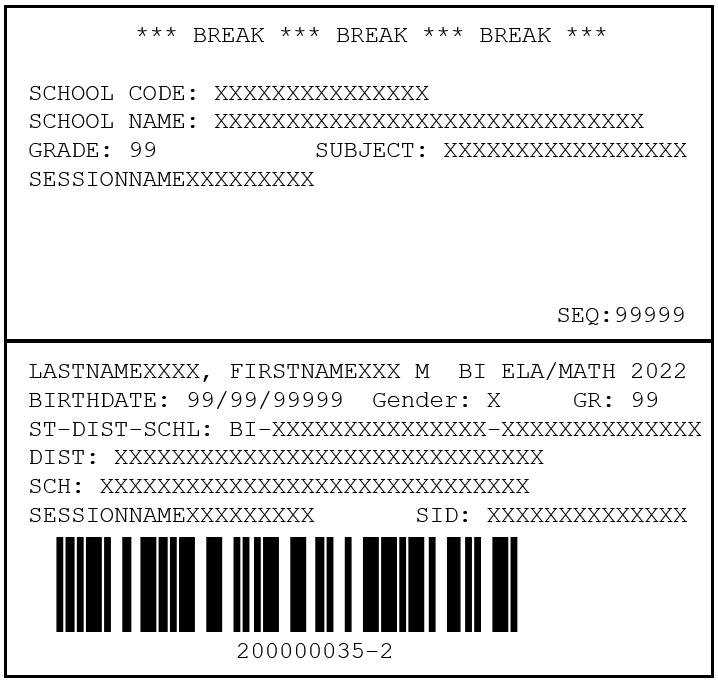 *** BREAK *** BREAK *** BREAK ***
SCHOOL CODE: XXXXXXXXXXXXXXX
SCHOOL NAME: XXXXXXXXXXXXXXXXXXXXXXXXXXXXXX
GRADE: 99 SUBJECT: XXXXXXXXXXXXXXXXX
SESSIONNAMEXXXXXXXXX
SEQ:99999
LASTNAMEXXXX, FIRSTNAMEXXX M BI ELA/MATH 2022
BIRTHDATE: 99/99/99999 Gender: X GR: 99
ST-DIST-SCHL: BI-XXXXXXXXXXXXXXX-XXXXXXXXXXXXXX
DIST: XXXXXXXXXXXXXXXXXXXXXXXXXXXXXX
SCH: XXXXXXXXXXXXXXXXXXXXXXXXXXXXXX
SESSIONNAMEXXXXXXXXX SID: XXXXXXXXXXXXXX
200000035-2